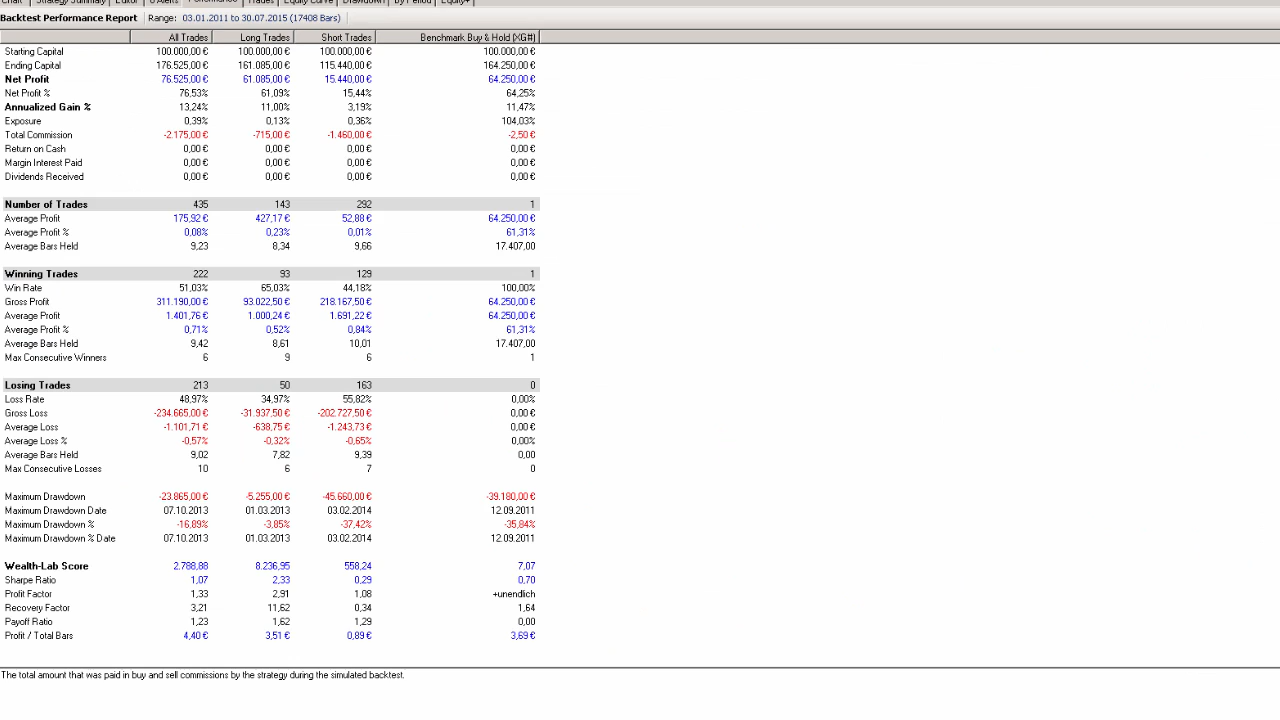 Chart Strategy Summary Editor 0 Alerts Performance Trades Equity Curve Drawdown By Period Equity+
Backtest Performance Report Range: 03.01.2011 to 30.07.2015 (17408 Bars)
All Trades Long Trades Short Trades Benchmark Buy & Hold (XG#)
Starting Capital 100.000,00 € 100.000,00 € 100.000,00 € 100.000,00 €
Ending Capital 176.525,00 € 161.085,00 € 115.440,00 € 164.250,00 €
Net Profit 76.525,00 € 61.085,00 € 15.440,00 € 64.250,00 €
Net Profit % 76,53% 61,09% 15,44% 64,25%
Annualized Gain % 13,24% 11,00% 3,19% 11,47%
Exposure 0,39% 0,13% 0,36% 104,03%
Total Commission -2.175,00 € -715,00 € -1.460,00 € -2,50 €
Return on Cash 0,00 € 0,00 € 0,00 € 0,00 €
Margin Interest Paid 0,00 € 0,00 € 0,00 € 0,00 €
Dividends Received 0,00 € 0,00 € 0,00 € 0,00 €
Number of Trades 435 143 292 1
Average Profit 175,92 € 427,17 € 52,88 € 64.250,00 €
Average Profit % 0,08% 0,23% 0,01% 61,31%
Average Bars Held 9,23 8,34 9,66 17.407,00
Winning Trades 222 93 129 1
Win Rate 51,03% 65,03% 44,18% 100,00%
Gross Profit 311.190,00 € 93.022,50 € 218.167,50 € 64.250,00 €
Average Profit 1.401,76 € 1.000,24 € 1.691,22 € 64.250,00 €
Average Profit % 0,71% 0,52% 0,84% 61,31%
Average Bars Held 9,42 8,61 10,01 17.407,00
Max Consecutive Winners 6 9 6 1
Losing Trades 213 50 163 0
Loss Rate 48,97% 34,97% 55,82% 0,00%
Gross Loss -234.665,00 € -31.937,50 € -202.727,50 € 0,00 €
Average Loss -1.101,71 € -638,75 € -1.243,73 € 0,00 €
Average Loss % -0,57% -0,32% -0,65% 0,00%
Average Bars Held 9,02 7,82 9,39 0,00
Max Consecutive Losses 10 6 7 0
Maximum Drawdown -23.865,00 € -5.255,00 € -45.660,00 € -39.180,00 €
Maximum Drawdown Date 07.10.2013 01.03.2013 03.02.2014 12.09.2011
Maximum Drawdown % -16,89% -3,85% -37,42% -35,84%
Maximum Drawdown % Date 07.10.2013 01.03.2013 03.02.2014 12.09.2011
Wealth-Lab Score 2.788,88 8.236,95 558,24 7,07
Sharpe Ratio 1,07 2,33 0,29 0,70
Profit Factor 1,33 2,91 1,08 +unendlich
Recovery Factor 3,21 11,62 0,34 1,64
Payoff Ratio 1,23 1,62 1,29 0,00
Profit / Total Bars 4,40 € 3,51 € 0,89 € 3,69 €
The total amount that was paid in buy and sell commissions by the strategy during the simulated backtest.